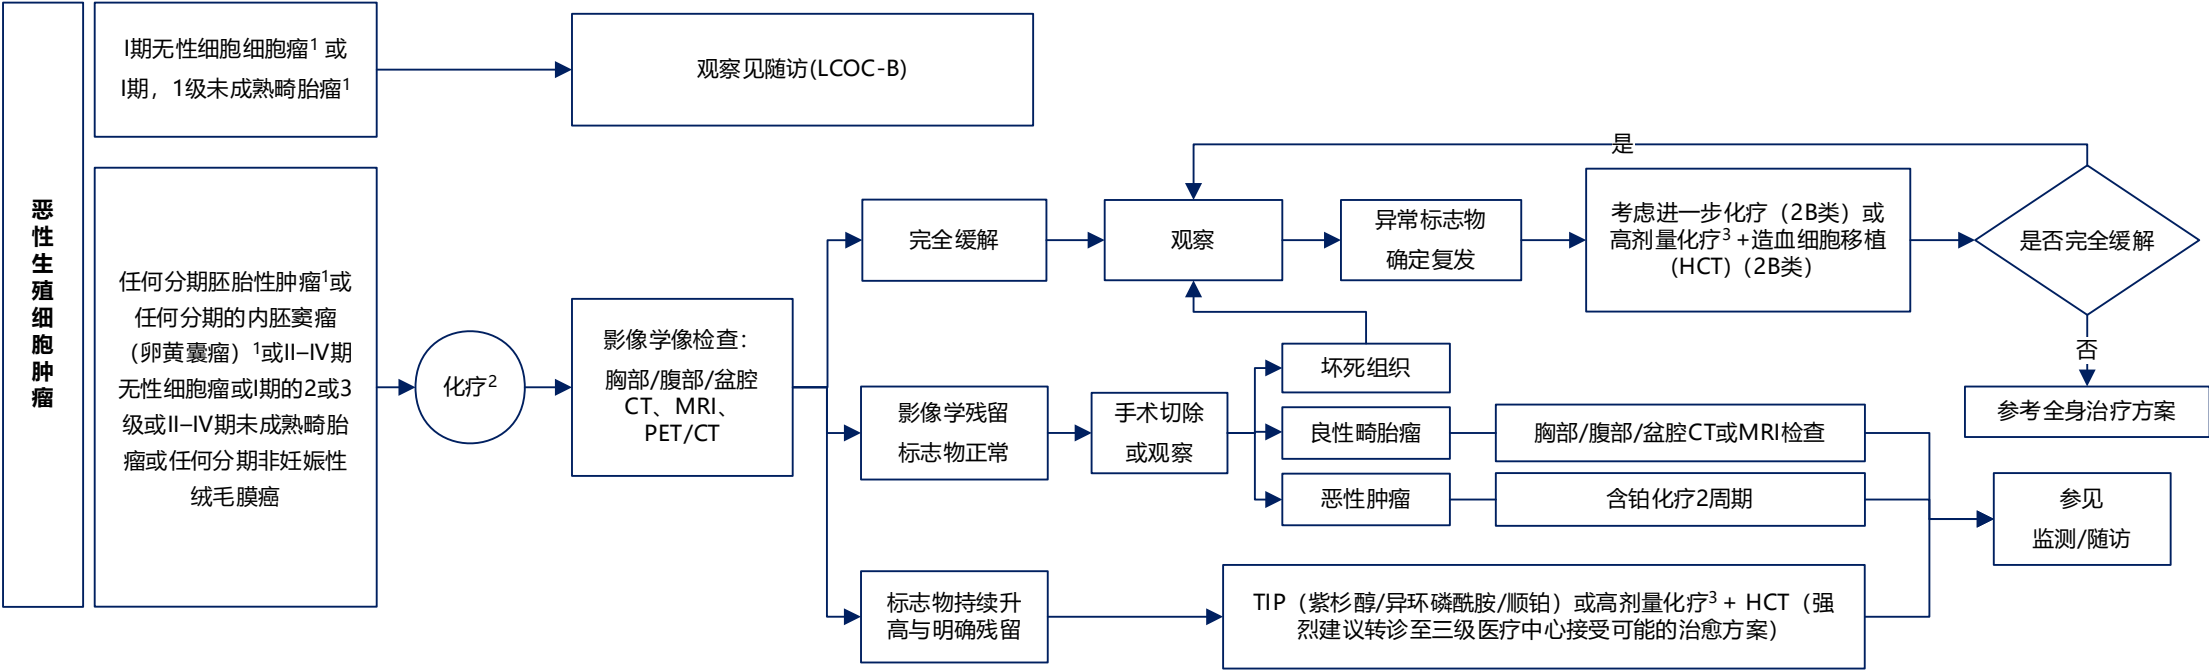 恶性生殖细胞肿瘤
I期无性细胞细胞瘤¹ 或
I期，1级未成熟畸胎瘤¹
观察见随访(LCOC-B)
任何分期胚胎性肿瘤¹或
任何分期的内胚窦瘤
（卵黄囊瘤）¹或II–IV期
无性细胞瘤或I期的2或3
级或II–IV期未成熟畸胎
瘤或任何分期非妊娠性
绒毛膜癌
化疗²
影像学像检查：
胸部/腹部/盆腔
CT、MRI、
PET/CT
完全缓解
观察
异常标志物
确定复发
考虑进一步化疗（2B类）或
高剂量化疗³ +造血细胞移植
（HCT)（2B类）
是否完全缓解
是
否
参考全身治疗方案
影像学残留
标志物正常
手术切除
或观察
坏死组织
良性畸胎瘤
胸部/腹部/盆腔CT或MRI检查
恶性肿瘤
含铂化疗2周期
参见
监测/随访
标志物持续升
高与明确残留
TIP（紫杉醇/异环磷酰胺/顺铂）或高剂量化疗³ + HCT（强
烈建议转诊至三级医疗中心接受可能的治愈方案）